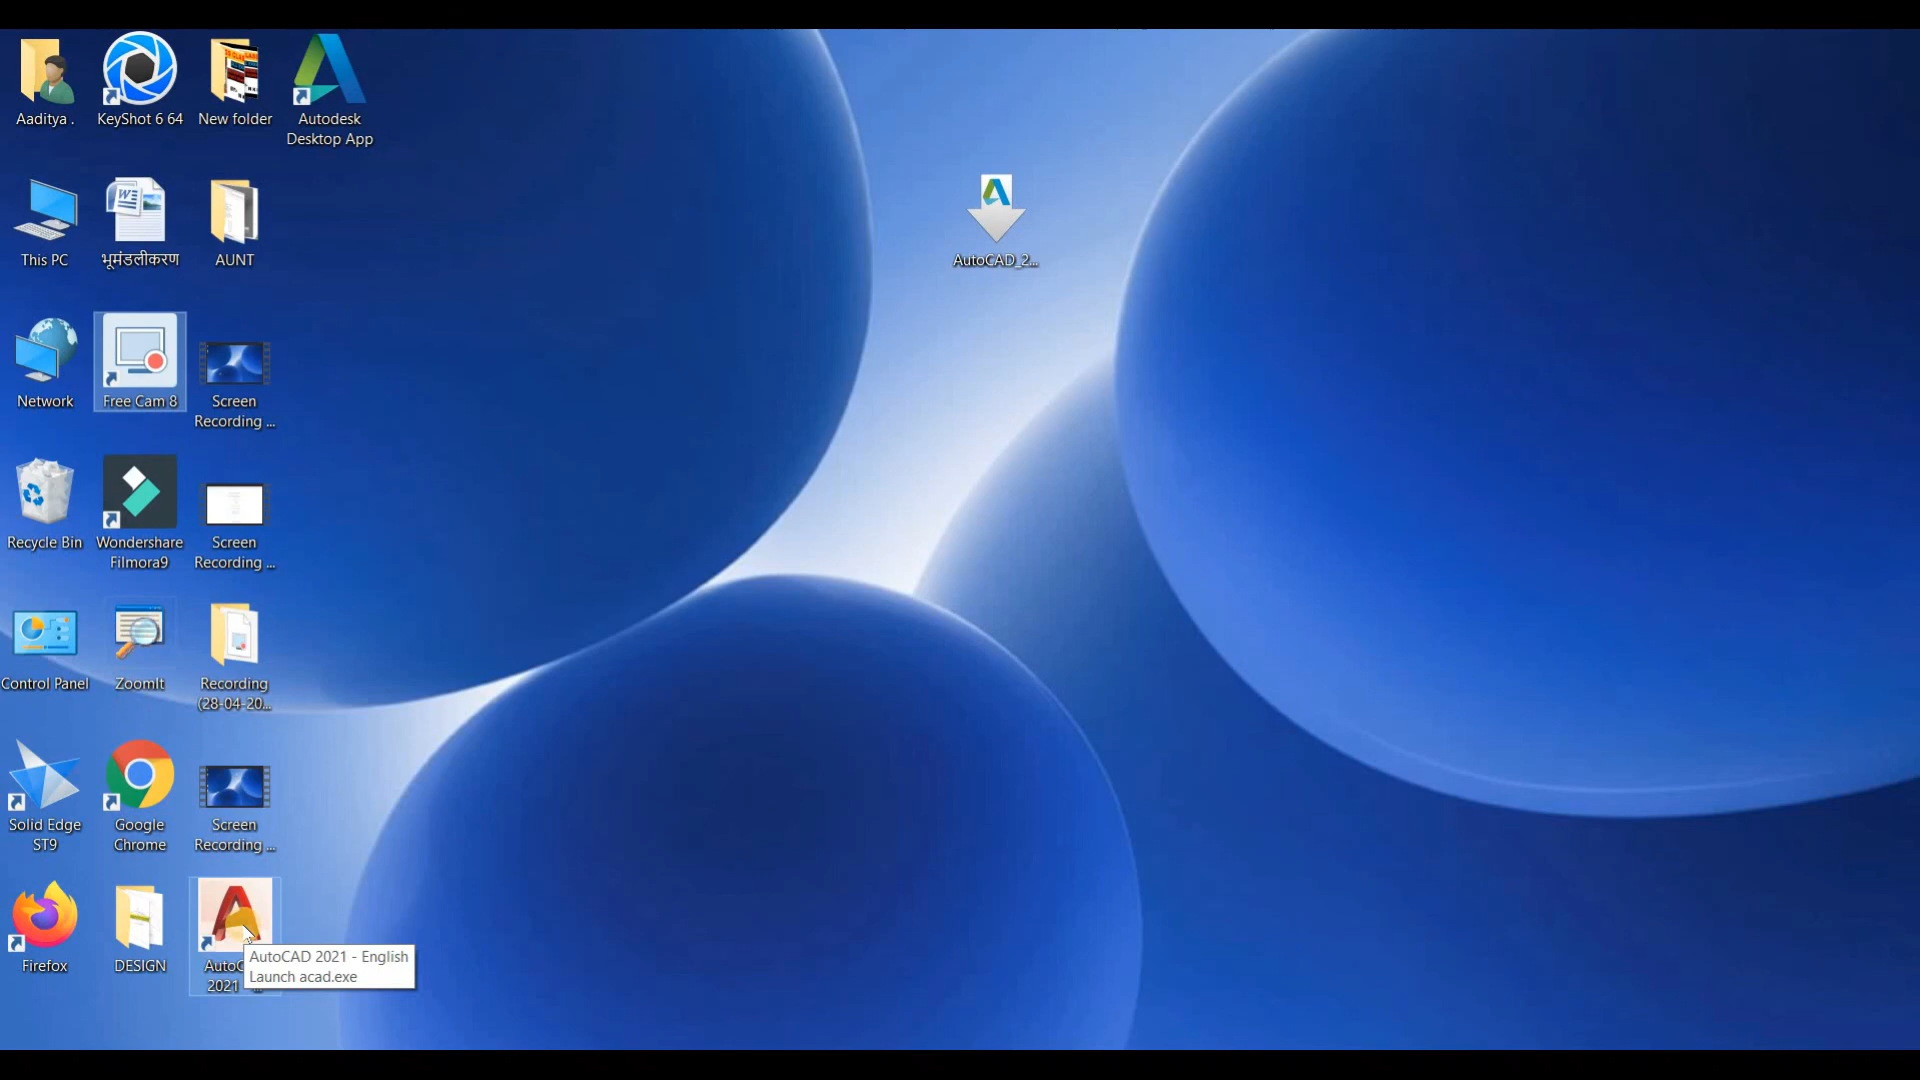 Aaditya .
KeyShot 6 64
New folder
Autodesk
Desktop App
This PC
भूमंडलीकरण
AUNT
AutoCAD_2...
Network
Free Cam 8
Screen
Recording ...
Recycle Bin
Wondershare
Filmora9
Screen
Recording ...
Control Panel
ZoomIt
Recording
(28-04-20...
Solid Edge
ST9
Google
Chrome
Screen
Recording ...
Firefox
DESIGN
2021
AutoCAD 2021 - English
Launch acad.exe